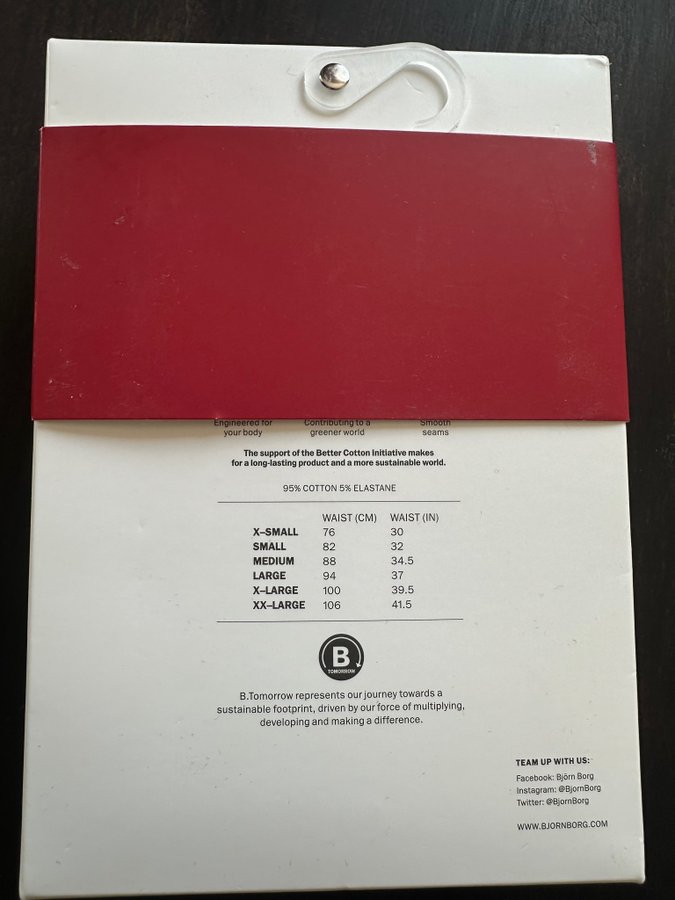 Engineered for your body
Contributing to a greener world
Smooth seams
The support of the Better Cotton Initiative makes
for a long-lasting product and a more sustainable world.
95% COTTON 5% ELASTANE
WAIST (CM) WAIST (IN)
X–SMALL 76 30
SMALL 82 32
MEDIUM 88 34.5
LARGE 94 37
X–LARGE 100 39.5
XX–LARGE 106 41.5
B
TOMORROW
B.Tomorrow represents our journey towards a
sustainable footprint, driven by our force of multiplying,
developing and making a difference.
TEAM UP WITH US:
Facebook: Björn Borg
Instagram: @BjornBorg
Twitter: @BjornBorg
WWW.BJORNBORG.COM